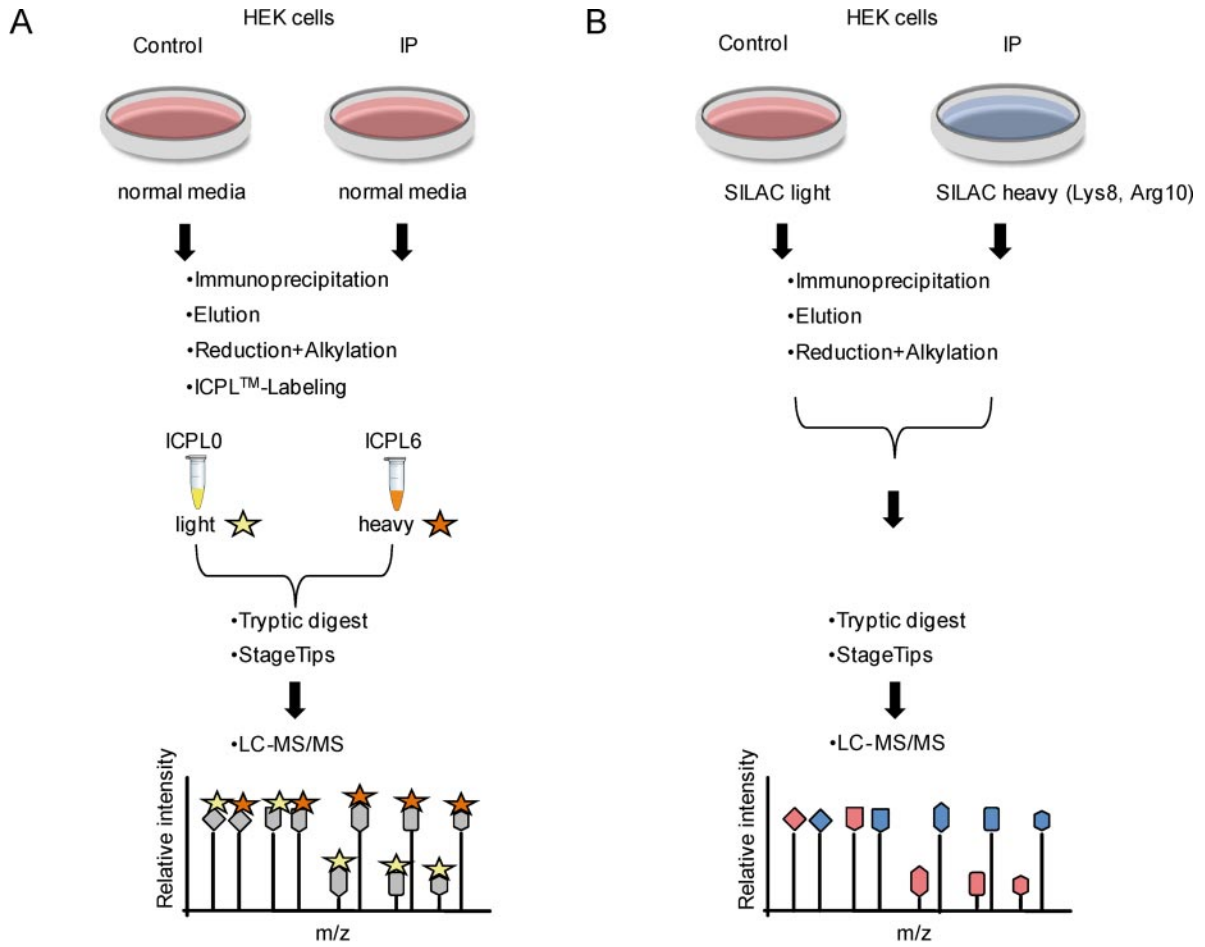 A
HEK cells
Control
IP
normal media
normal media
•Immunoprecipitation
•Elution
•Reduction+Alkylation
•ICPL™-Labeling
ICPL0
ICPL6
light
heavy
•Tryptic digest
•StageTips
•LC-MS/MS
Relative intensity
m/z
B
HEK cells
Control
IP
SILAC light
SILAC heavy (Lys8, Arg10)
•Immunoprecipitation
•Elution
•Reduction+Alkylation
•Tryptic digest
•StageTips
•LC-MS/MS
Relative intensity
m/z